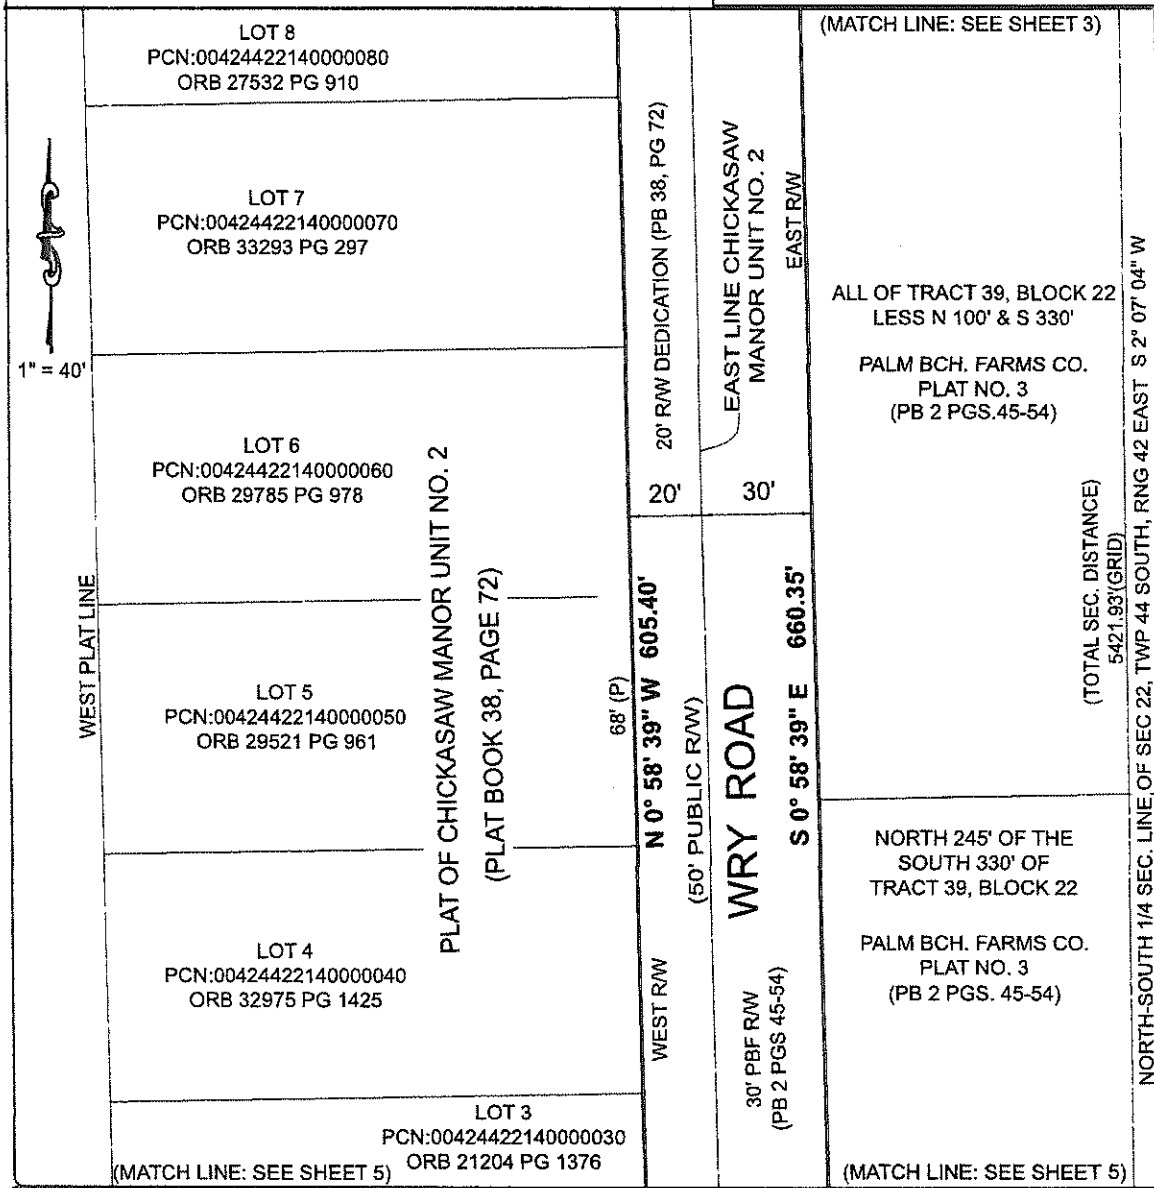 LOT 8
PCN:00424422140000080
ORB 27532 PG 910
(MATCH LINE: SEE SHEET 3)
LOT 7
PCN:00424422140000070
ORB 33293 PG 297
20' R/W DEDICATION (PB 38, PG 72)
EAST LINE CHICKASAW
MANOR UNIT NO. 2
EAST R/W
1" = 40'
ALL OF TRACT 39, BLOCK 22
LESS N 100' & S 330'
PALM BCH. FARMS CO.
PLAT NO. 3
(PB 2 PGS.45-54)
LOT 6
PCN:00424422140000060
ORB 29785 PG 978
20'
30'
WEST PLAT LINE
PLAT OF CHICKASAW MANOR UNIT NO. 2
(PLAT BOOK 38, PAGE 72)
LOT 5
PCN:00424422140000050
ORB 29521 PG 961
68' (P)
N 0° 58' 39" W 605.40'
(50' PUBLIC R/W)
WRY ROAD
S 0° 58' 39" E 660.35'
(TOTAL SEC. DISTANCE)
5421.93'(GRID)
NORTH-SOUTH 1/4 SEC. LINE OF SEC 22, TWP 44 SOUTH, RNG 42 EAST S 2° 07' 04" W
NORTH 245' OF THE
SOUTH 330' OF
TRACT 39, BLOCK 22
PALM BCH. FARMS CO.
PLAT NO. 3
(PB 2 PGS. 45-54)
LOT 4
PCN:00424422140000040
ORB 32975 PG 1425
WEST R/W
30' PBF R/W
(PB 2 PGS 45-54)
LOT 3
PCN:00424422140000030
ORB 21204 PG 1376
(MATCH LINE: SEE SHEET 5)
(MATCH LINE: SEE SHEET 5)